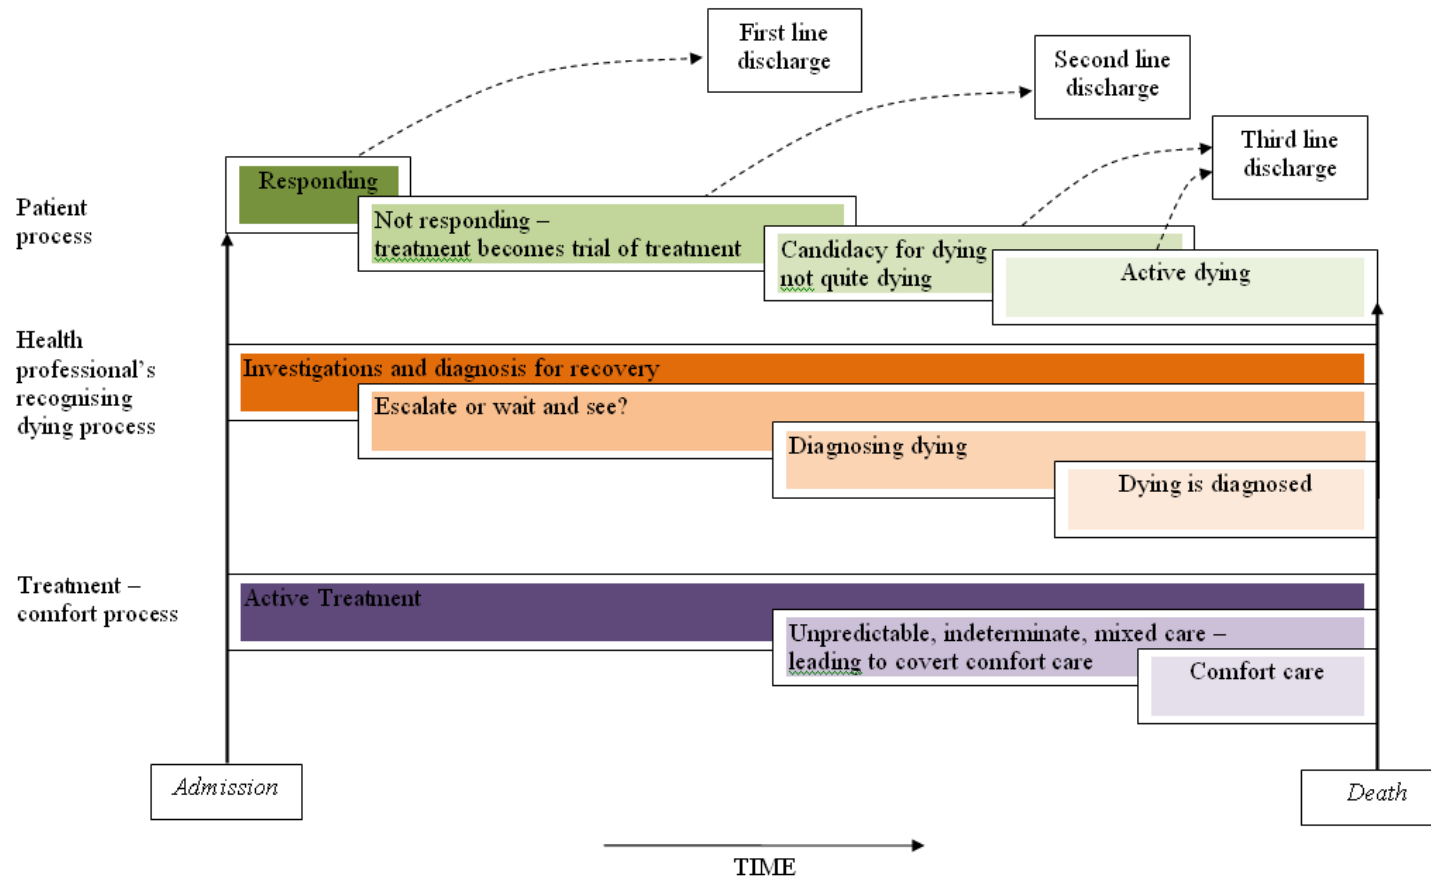 First line
discharge
Second line
discharge
Third line
discharge
Patient
process
Responding
Not responding –
treatment becomes trial of treatment
Candidacy for dying
not quite dying
Active dying
Health
professional’s
recognising
dying process
Investigations and diagnosis for recovery
Escalate or wait and see?
Diagnosing dying
Dying is diagnosed
Treatment –
comfort process
Active Treatment
Unpredictable, indeterminate, mixed care –
leading to covert comfort care
Comfort care
Admission
Death
TIME